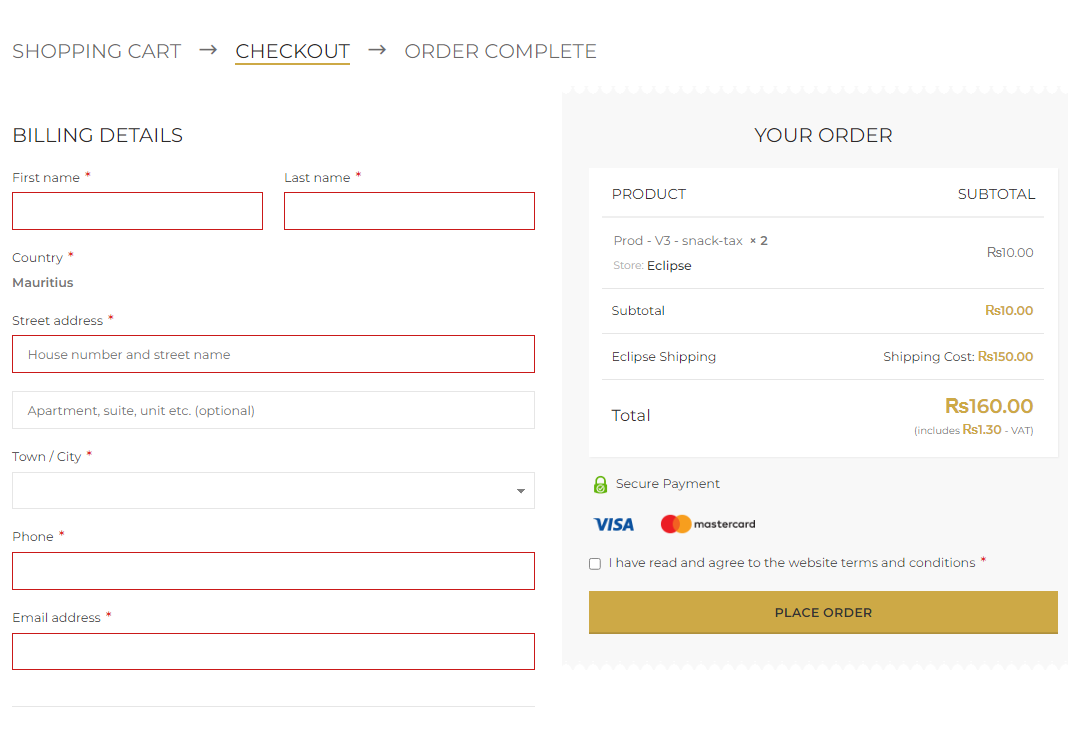 SHOPPING CART → CHECKOUT → ORDER COMPLETE
BILLING DETAILS
First name * Last name *
Country *
Mauritius
Street address *
House number and street name
Apartment, suite, unit etc. (optional)
Town / City *
Phone *
Email address *
YOUR ORDER
PRODUCT SUBTOTAL
Prod - V3 - snack-tax × 2 ₨10.00
Store: Eclipse
Subtotal ₨10.00
Eclipse Shipping Shipping Cost: ₨150.00
Total ₨160.00
(includes ₨1.30 - VAT)
Secure Payment
VISA mastercard
I have read and agree to the website terms and conditions *
PLACE ORDER